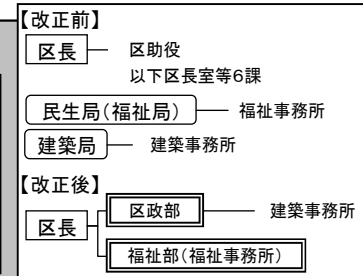 【改正前】
区長 区助役
以下区長室等6課
民生局(福祉局) 福祉事務所
建築局 建築事務所
【改正後】
区政部 建築事務所
区長
福祉部(福祉事務所)